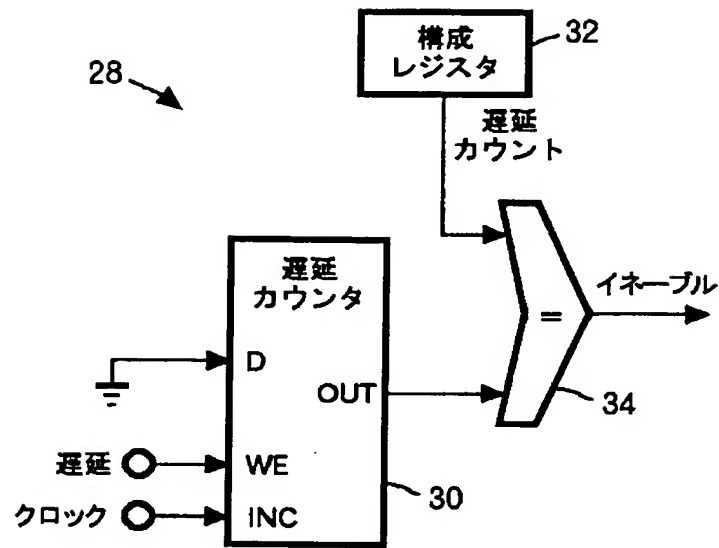 構成
レジスタ
32
28
遅延
カウント
遅延
カウンタ
イネーブル
D
=
OUT
34
遅延
WE
30
クロック
INC